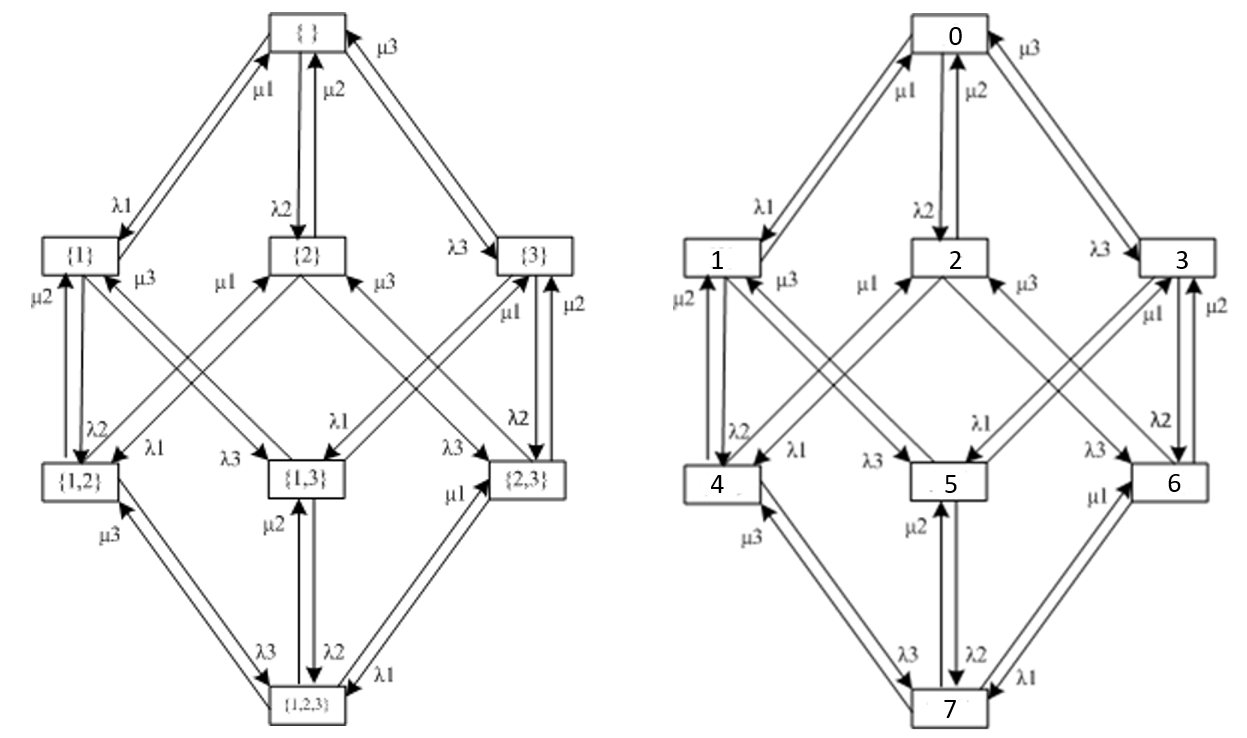 { }
μ3
μ1
μ2
λ1
λ2
λ3
{1}
{2}
{3}
μ2
μ3
μ1
μ3
μ1
μ2
λ2
λ1
λ3
λ1
λ3
λ2
{1,2}
{1,3}
{2,3}
μ3
μ2
μ1
λ3
λ2
λ1
{1,2,3}
0
μ3
μ1
μ2
λ1
λ2
λ3
1
2
3
μ2
μ3
μ1
μ3
μ1
μ2
λ2
λ1
λ3
λ1
λ3
λ2
4
5
6
μ3
μ2
μ1
λ3
λ2
λ1
7